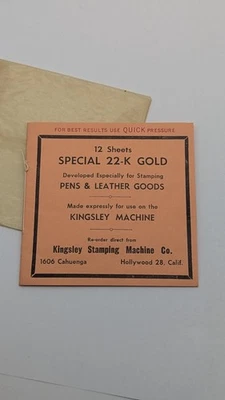 FOR BEST RESULTS USE QUICK PRESSURE
12 Sheets
SPECIAL 22-K GOLD
Developed Especially for Stamping
PENS & LEATHER GOODS
Made expressly for use on the
KINGSLEY MACHINE
Re-order direct from
Kingsley Stamping Machine Co.
1606 Cahuenga Hollywood 28, Calif.